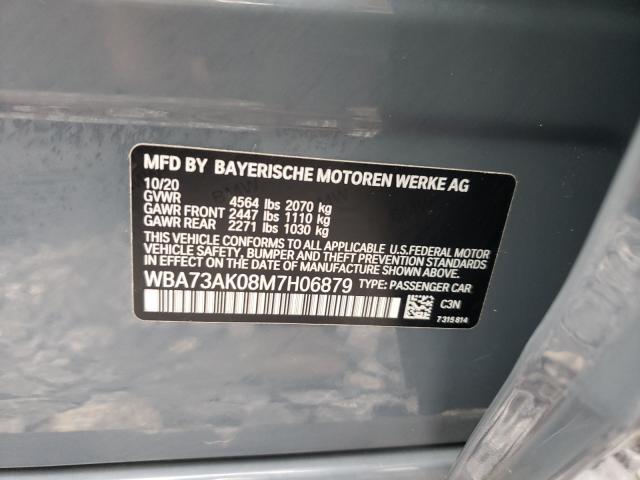 MFD BY BAYERISCHE MOTOREN WERKE AG
10/20
GVWR 4564 lbs 2070 kg
GAWR FRONT 2447 lbs 1110 kg
GAWR REAR 2271 lbs 1030 kg
THIS VEHICLE CONFORMS TO ALL APPLICABLE U.S.FEDERAL MOTOR
VEHICLE SAFETY, BUMPER AND THEFT PREVENTION STANDARDS
IN EFFECT ON THE DATE OF MANUFACTURE SHOWN ABOVE.
WBA73AK08M7H06879 TYPE: PASSENGER CAR
C3N
7315814